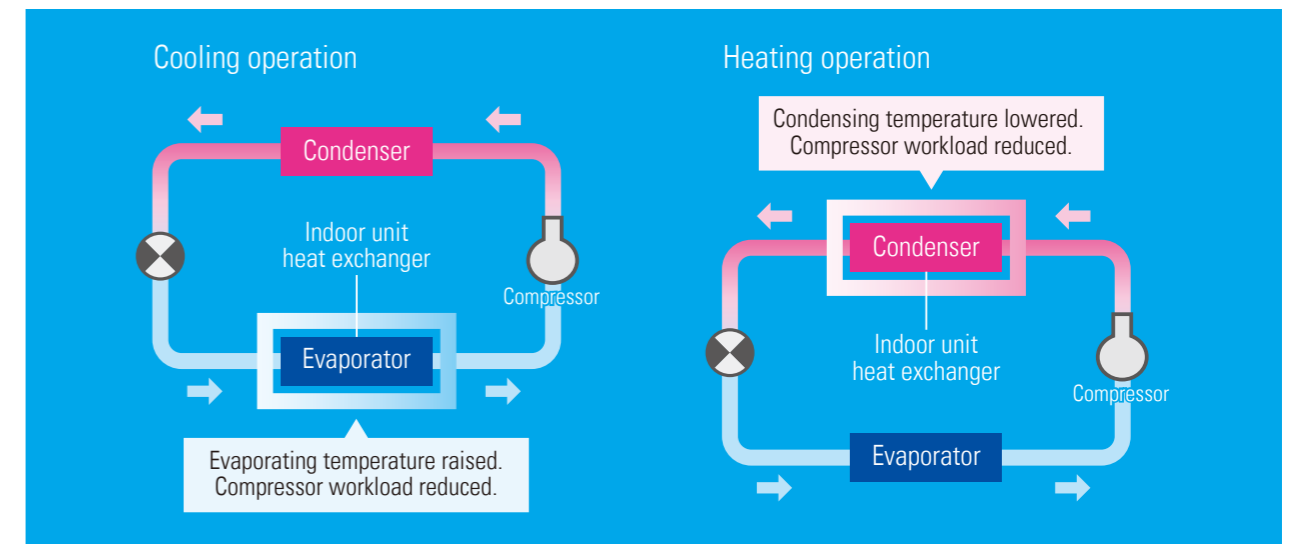 Cooling operation
Condenser
Indoor unit
heat exchanger
Compressor
Evaporator
Evaporating temperature raised.
Compressor workload reduced.
Heating operation
Condensing temperature lowered.
Compressor workload reduced.
Condenser
Indoor unit
heat exchanger
Compressor
Evaporator